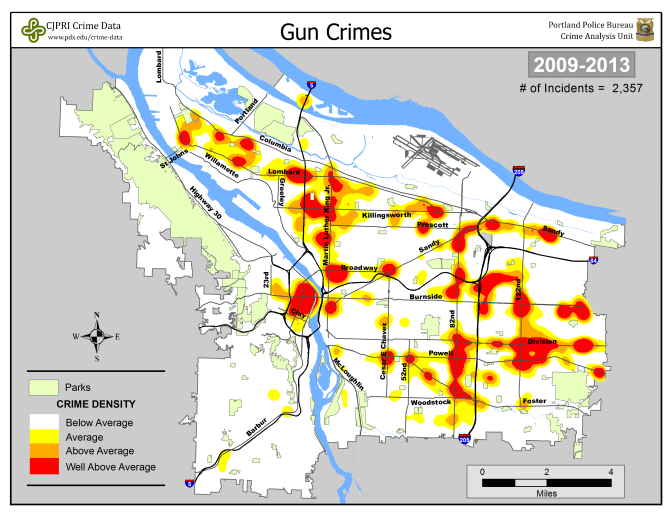 CJPRI Crime Data
www.pdx.edu/crime-data
Gun Crimes
Portland Police Bureau
Crime Analysis Unit
2009-2013
# of Incidents = 2,357
Lombard
5
Portland
Columbia
St Johns
Willamette
Lombard
Greeley
Martin Luther King Jr.
Highway 30
Killingsworth
Prescott
205
Sandy
Sandy
84
23rd
Broadway
Burnside
122nd
Clay
82nd
Cesar E Chavez
52nd
Powell
Division
McLoughlin
Woodstock
Foster
Barbur
205
5
N
W
E
S
Parks
CRIME DENSITY
Below Average
Average
Above Average
Well Above Average
0 2 4
Miles